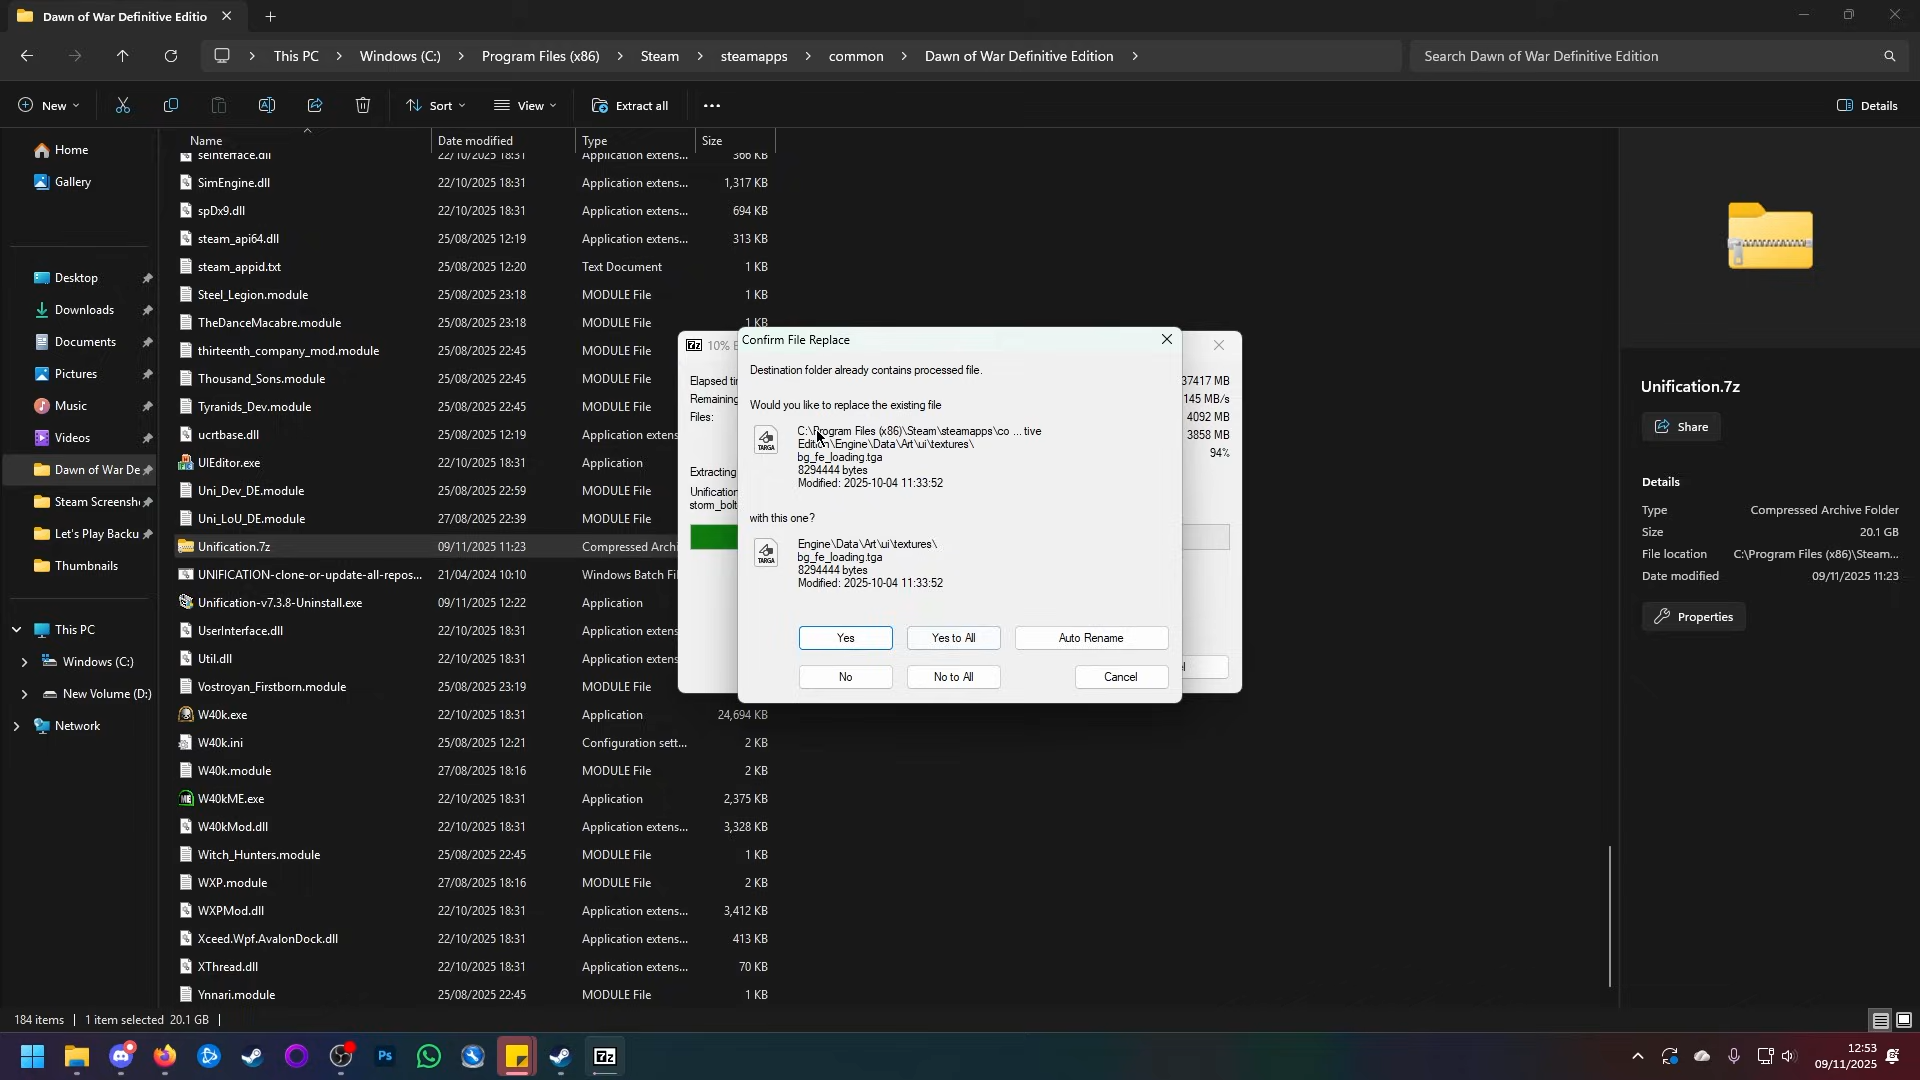 Dawn of War Definitive Editio
This PC > Windows (C:) > Program Files (x86) > Steam > steamapps > common > Dawn of War Definitive Edition >
Search Dawn of War Definitive Edition
New
Sort
View
Extract all
Details
Name
Date modified
Type
Size
Home
Gallery
Desktop
Downloads
Documents
Pictures
Music
Videos
Dawn of War De
Steam Screensh
Let's Play Backu
Thumbnails
This PC
Windows (C:)
New Volume (D:)
Network
seinterface.dll 22/10/2025 18:31 Application extens... 366 KB
SimEngine.dll 22/10/2025 18:31 Application extens... 1,317 KB
spDx9.dll 22/10/2025 18:31 Application extens... 694 KB
steam_api64.dll 25/08/2025 12:19 Application extens... 313 KB
steam_appid.txt 25/08/2025 12:20 Text Document 1 KB
Steel_Legion.module 25/08/2025 23:18 MODULE File 1 KB
TheDanceMacabre.module 25/08/2025 23:18 MODULE File 1 KB
thirteenth_company_mod.module 25/08/2025 22:45 MODULE File
Thousand_Sons.module 25/08/2025 22:45 MODULE File
Tyranids_Dev.module 25/08/2025 22:45 MODULE File
ucrtbase.dll 22/10/2025 18:31 Application extens
UIEditor.exe 22/10/2025 18:31 Application
Uni_Dev_DE.module 25/08/2025 22:59 MODULE File
Uni_LoU_DE.module 27/08/2025 22:39 MODULE File
Unification.7z 09/11/2025 11:23 Compressed Archi
UNIFICATION-clone-or-update-all-repos... 21/04/2024 10:10 Windows Batch Fil
Unification-v7.3.8-Uninstall.exe 09/11/2025 12:22 Application
UserInterface.dll 22/10/2025 18:31 Application extens
Util.dll 22/10/2025 18:31 Application extens
Vostroyan_Firstborn.module 25/08/2025 23:19 MODULE File
W40k.exe 22/10/2025 18:31 Application 24,694 KB
W40k.ini 25/08/2025 12:21 Configuration sett... 2 KB
W40k.module 27/08/2025 18:16 MODULE File 2 KB
W40kME.exe 22/10/2025 18:31 Application 2,375 KB
W40kMod.dll 22/10/2025 18:31 Application extens... 3,328 KB
Witch_Hunters.module 25/08/2025 22:45 MODULE File 1 KB
WXP.module 27/08/2025 18:16 MODULE File 2 KB
WXPMod.dll 22/10/2025 18:31 Application extens... 3,412 KB
Xceed.Wpf.AvalonDock.dll 22/10/2025 18:31 Application extens... 413 KB
XThread.dll 22/10/2025 18:31 Application extens... 70 KB
Ynnari.module 25/08/2025 22:45 MODULE File 1 KB
7z 10% E
Elapsed ti
37417 MB
Remaining
145 MB/s
Files:
4092 MB
3858 MB
94%
Extracting
Unification
storm_bolt
Confirm File Replace
Destination folder already contains processed file.
Would you like to replace the existing file
TARGA
C:\Program Files (x86)\Steam\steamapps\co ... tive
Edition\Engine\Data\Art\ui\textures\
bg_fe_loading.tga
8294444 bytes
Modified: 2025-10-04 11:33:52
with this one?
TARGA
Engine\Data\Art\ui\textures\
bg_fe_loading.tga
8294444 bytes
Modified: 2025-10-04 11:33:52
Yes
Yes to All
Auto Rename
No
No to All
Cancel
Unification.7z
Share
Details
Type Compressed Archive Folder
Size 20.1 GB
File location C:\Program Files (x86)\Steam...
Date modified 09/11/2025 11:23
Properties
184 items | 1 item selected 20.1 GB |
Ps
7z
12:53
09/11/2025